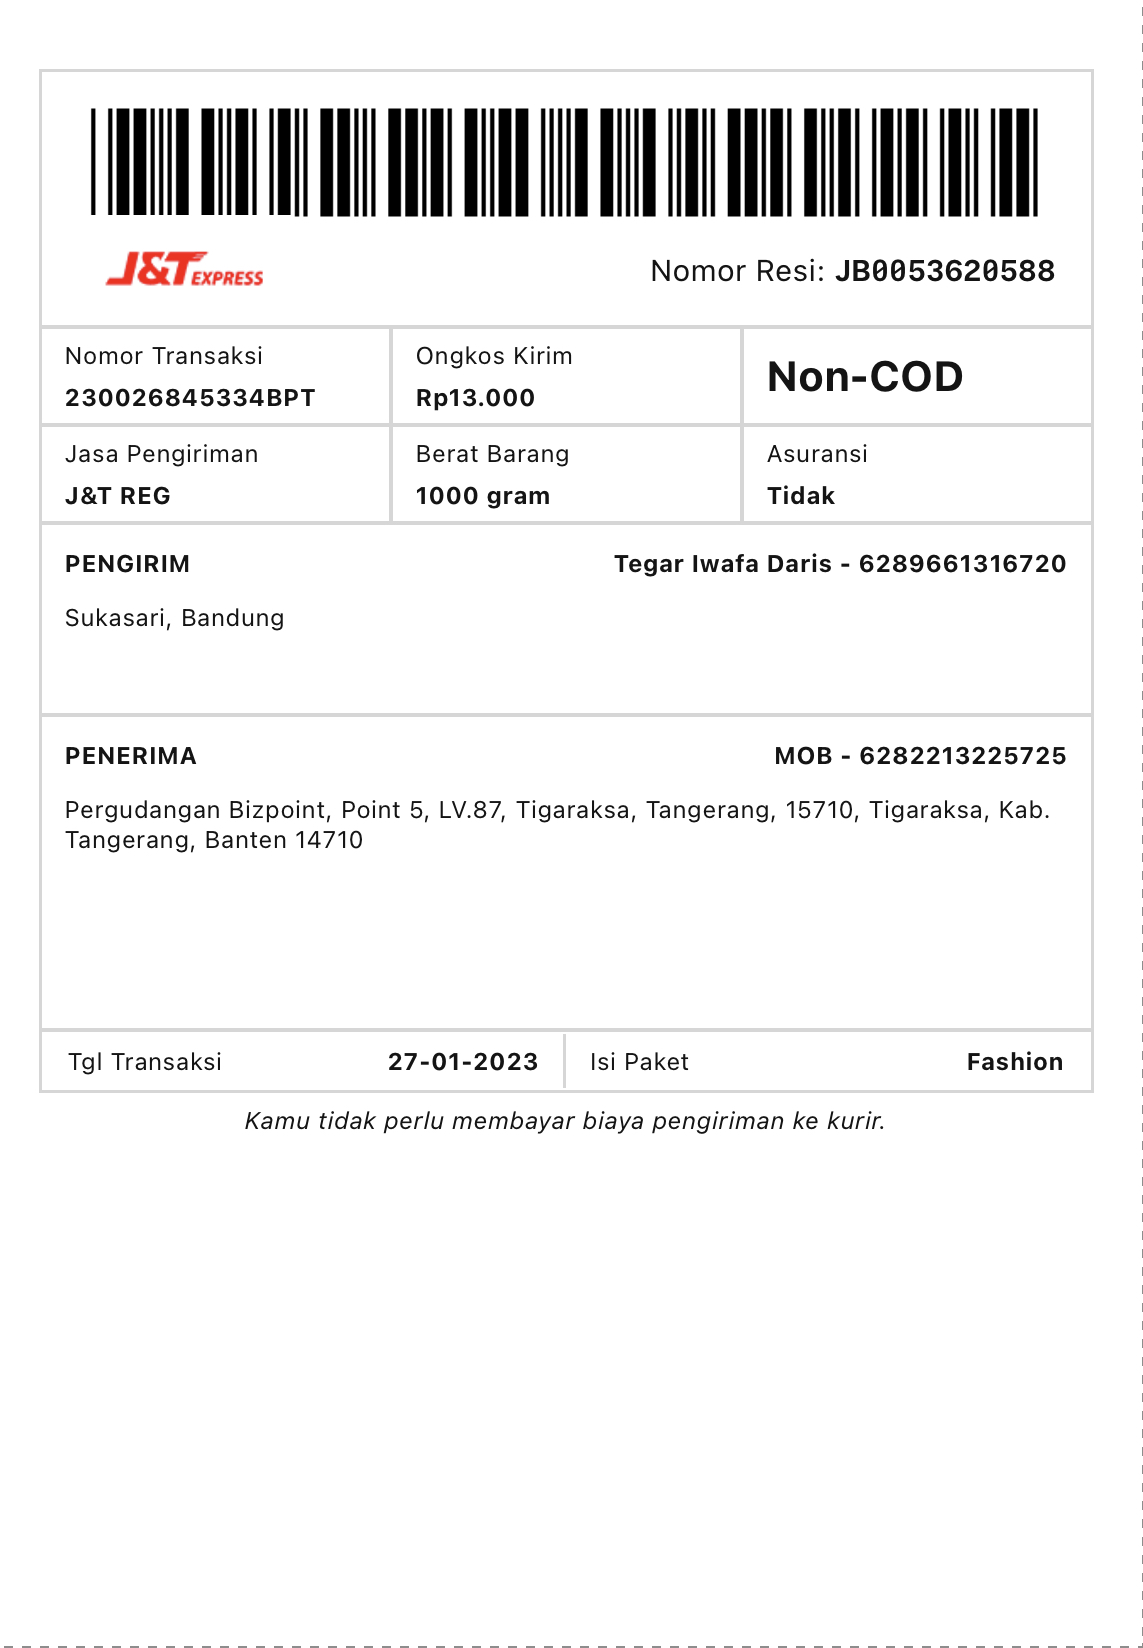 J&T EXPRESS
Nomor Resi: JB0053620588
Nomor Transaksi
230026845334BPT
Ongkos Kirim
Rp13.000
Non-COD
Jasa Pengiriman
J&T REG
Berat Barang
1000 gram
Asuransi
Tidak
PENGIRIM
Tegar Iwafa Daris - 6289661316720
Sukasari, Bandung
PENERIMA
MOB - 6282213225725
Pergudangan Bizpoint, Point 5, LV.87, Tigaraksa, Tangerang, 15710, Tigaraksa, Kab.
Tangerang, Banten 14710
Tgl Transaksi
27-01-2023
Isi Paket
Fashion
Kamu tidak perlu membayar biaya pengiriman ke kurir.